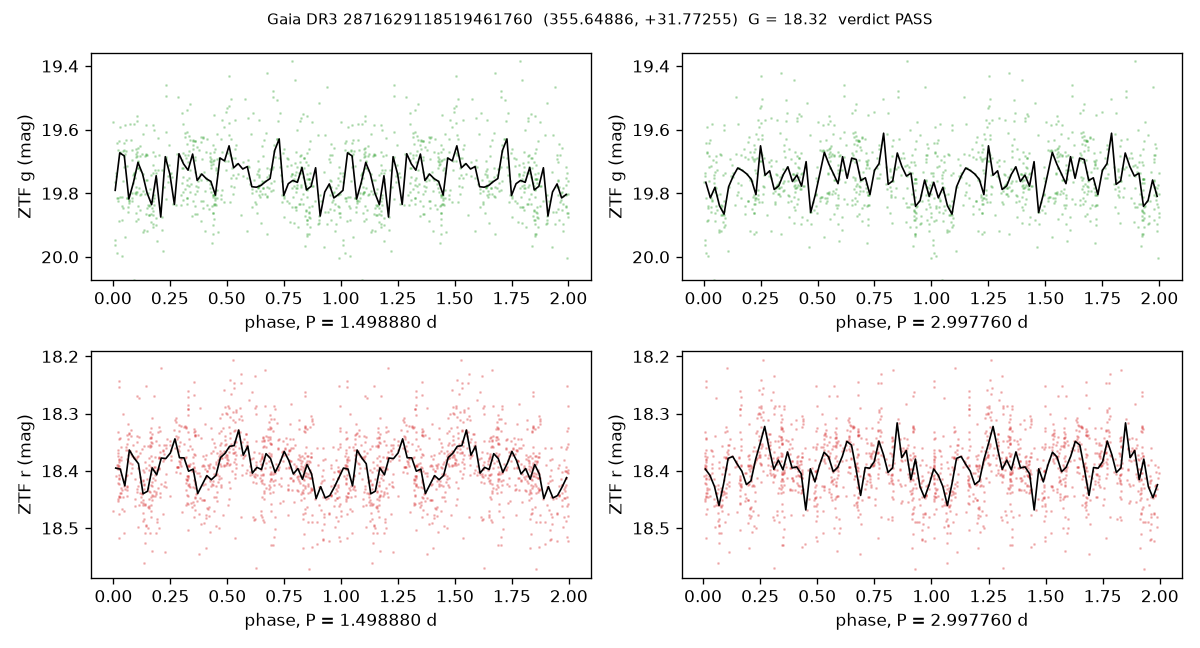 Gaia DR3 2871629118519461760 (355.64886, +31.77255) G = 18.32 verdict PASS
ZTF g (mag)
19.4
19.6
19.8
20.0
0.00 0.25 0.50 0.75 1.00 1.25 1.50 1.75 2.00
phase, P = 1.498880 d
ZTF g (mag)
19.4
19.6
19.8
20.0
0.00 0.25 0.50 0.75 1.00 1.25 1.50 1.75 2.00
phase, P = 2.997760 d
ZTF r (mag)
18.2
18.3
18.4
18.5
0.00 0.25 0.50 0.75 1.00 1.25 1.50 1.75 2.00
phase, P = 1.498880 d
ZTF r (mag)
18.2
18.3
18.4
18.5
0.00 0.25 0.50 0.75 1.00 1.25 1.50 1.75 2.00
phase, P = 2.997760 d